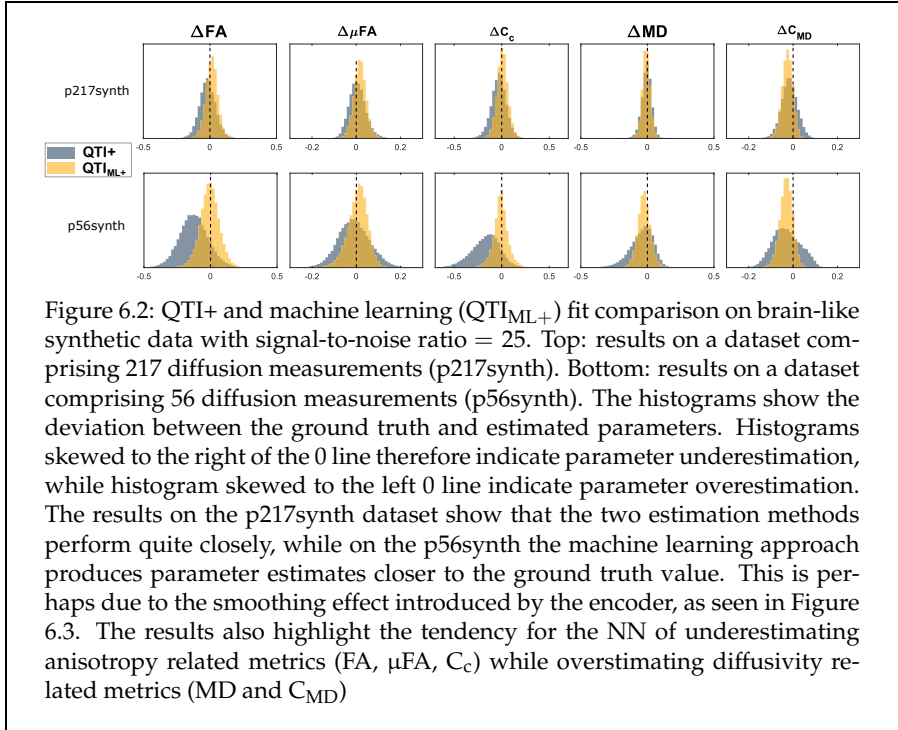 ΔFA ΔμFA ΔC_c ΔMD ΔC_MD
p217synth
-0.5 0 0.5 -0.2 0 0.2 -0.5 0 0.5 -0.5 0 0.5 -0.2 0 0.2
QTI+
QTI_ML+
p56synth
-0.5 0 0.5 -0.2 0 0.2 -0.5 0 0.5 -0.5 0 0.5 -0.2 0 0.2
Figure 6.2: QTI+ and machine learning (QTI_ML+) fit comparison on brain-like
synthetic data with signal-to-noise ratio = 25. Top: results on a dataset com-
prising 217 diffusion measurements (p217synth). Bottom: results on a dataset
comprising 56 diffusion measurements (p56synth). The histograms show the
deviation between the ground truth and estimated parameters. Histograms
skewed to the right of the 0 line therefore indicate parameter underestimation,
while histogram skewed to the left 0 line indicate parameter overestimation.
The results on the p217synth dataset show that the two estimation methods
perform quite closely, while on the p56synth the machine learning approach
produces parameter estimates closer to the ground truth value. This is per-
haps due to the smoothing effect introduced by the encoder, as seen in Figure
6.3. The results also highlight the tendency for the NN of underestimating
anisotropy related metrics (FA, μFA, C_c) while overstimating diffusivity re-
lated metrics (MD and C_MD)